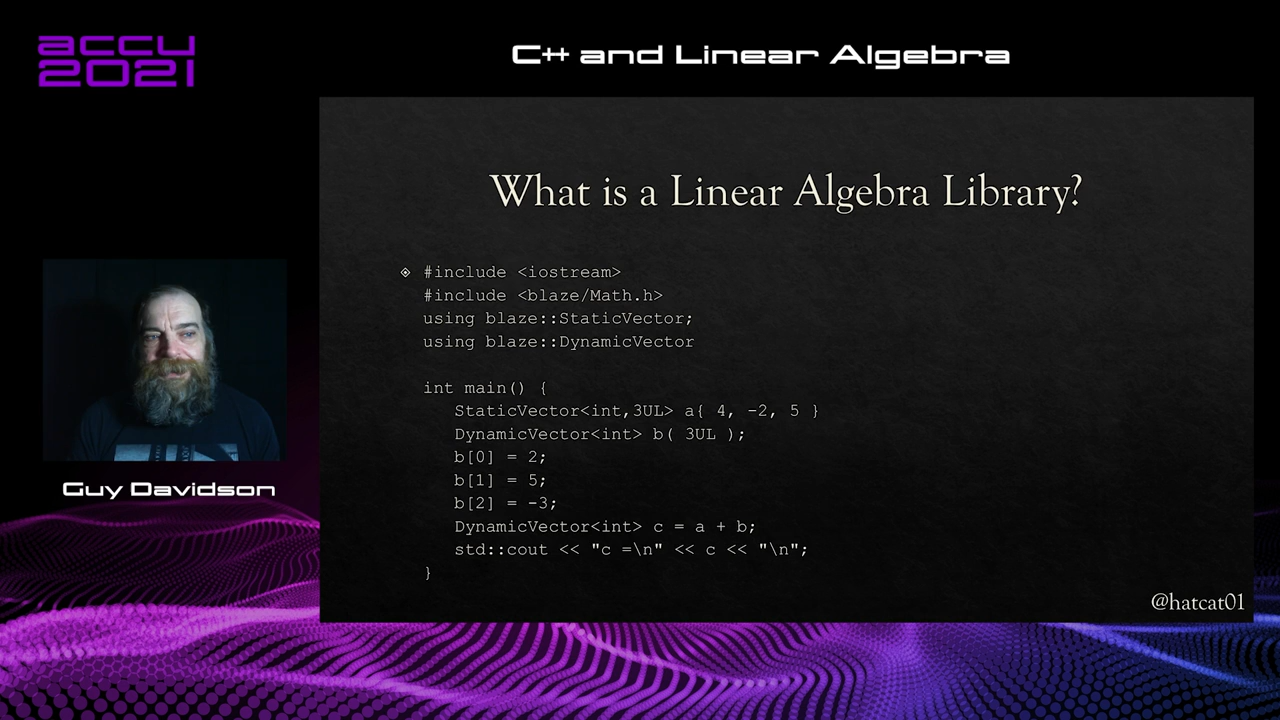 accu
2021
C++ and Linear Algebra
What is a Linear Algebra Library?
#include <iostream>
#include <blaze/Math.h>
using blaze::StaticVector;
using blaze::DynamicVector
int main() {
StaticVector<int,3UL> a{ 4, -2, 5 }
DynamicVector<int> b( 3UL );
b[0] = 2;
b[1] = 5;
b[2] = -3;
DynamicVector<int> c = a + b;
std::cout << "c =\n" << c << "\n";
}
Guy Davidson
@hatcat01